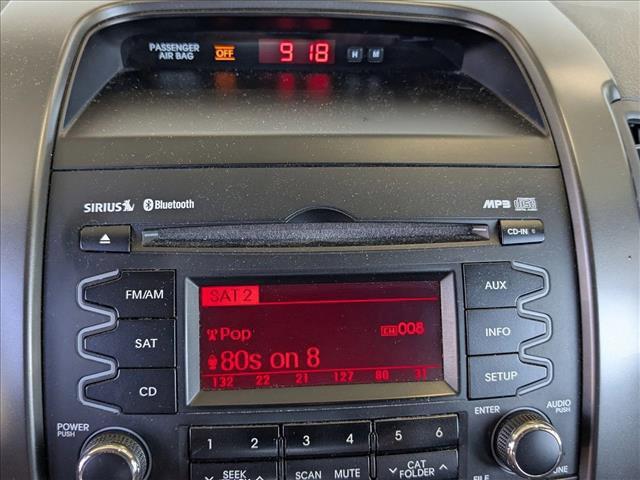 PASSENGER AIR BAG OFF 9 18 H M
SIRIUS Bluetooth MP3
CD-IN
FM/AM SAT 2 AUX
Pop CH 008
SAT 80s on 8 INFO
132 22 21 127 80 31
CD SETUP
POWER PUSH ENTER AUDIO PUSH
1 2 3 4 5 6
SEEK SCAN MUTE CAT FOLDER
FILE